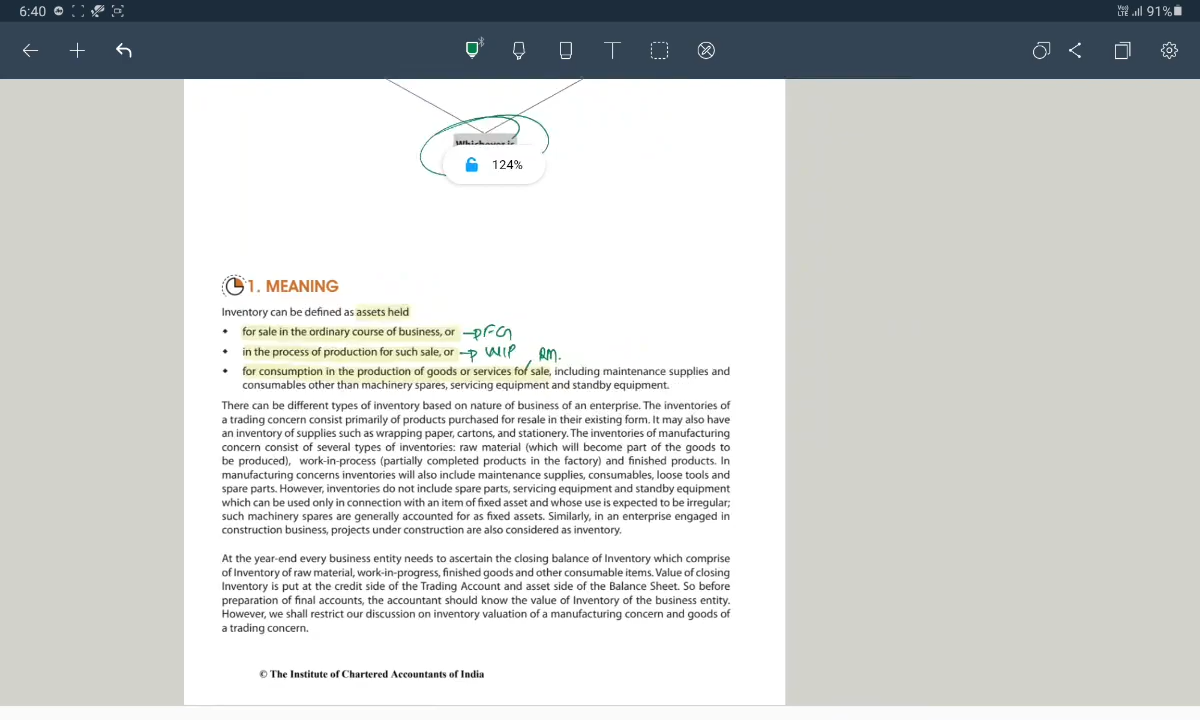 6:40 91%
Whichever is
124%
1. MEANING
Inventory can be defined as assets held
for sale in the ordinary course of business, or → FG
in the process of production for such sale, or → WIP
RM.
for consumption in the production of goods or services for sale, including maintenance supplies and
consumables other than machinery spares, servicing equipment and standby equipment.
There can be different types of inventory based on nature of business of an enterprise. The inventories of
a trading concern consist primarily of products purchased for resale in their existing form. It may also have
an inventory of supplies such as wrapping paper, cartons, and stationery. The inventories of manufacturing
concern consist of several types of inventories: raw material (which will become part of the goods to
be produced), work-in-process (partially completed products in the factory) and finished products. In
manufacturing concerns inventories will also include maintenance supplies, consumables, loose tools and
spare parts. However, inventories do not include spare parts, servicing equipment and standby equipment
which can be used only in connection with an item of fixed asset and whose use is expected to be irregular;
such machinery spares are generally accounted for as fixed assets. Similarly, in an enterprise engaged in
construction business, projects under construction are also considered as inventory.
At the year-end every business entity needs to ascertain the closing balance of Inventory which comprise
of Inventory of raw material, work-in-progress, finished goods and other consumable items. Value of closing
Inventory is put at the credit side of the Trading Account and asset side of the Balance Sheet. So before
preparation of final accounts, the accountant should know the value of Inventory of the business entity.
However, we shall restrict our discussion on inventory valuation of a manufacturing concern and goods of
a trading concern.
© The Institute of Chartered Accountants of India